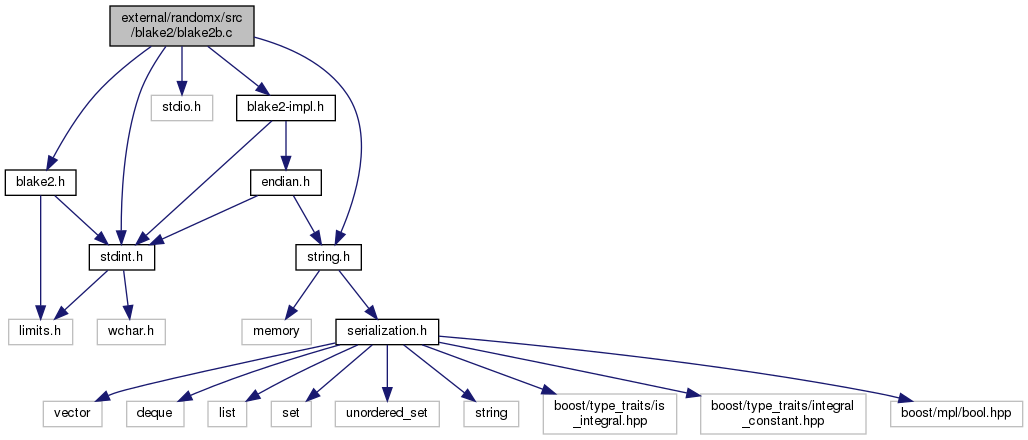 external/randomx/src
/blake2/blake2b.c
stdio.h
blake2-impl.h
blake2.h
endian.h
stdint.h
string.h
limits.h
wchar.h
memory
serialization.h
vector
deque
list
set
unordered_set
string
boost/type_traits/is
_integral.hpp
boost/type_traits/integral
_constant.hpp
boost/mpl/bool.hpp